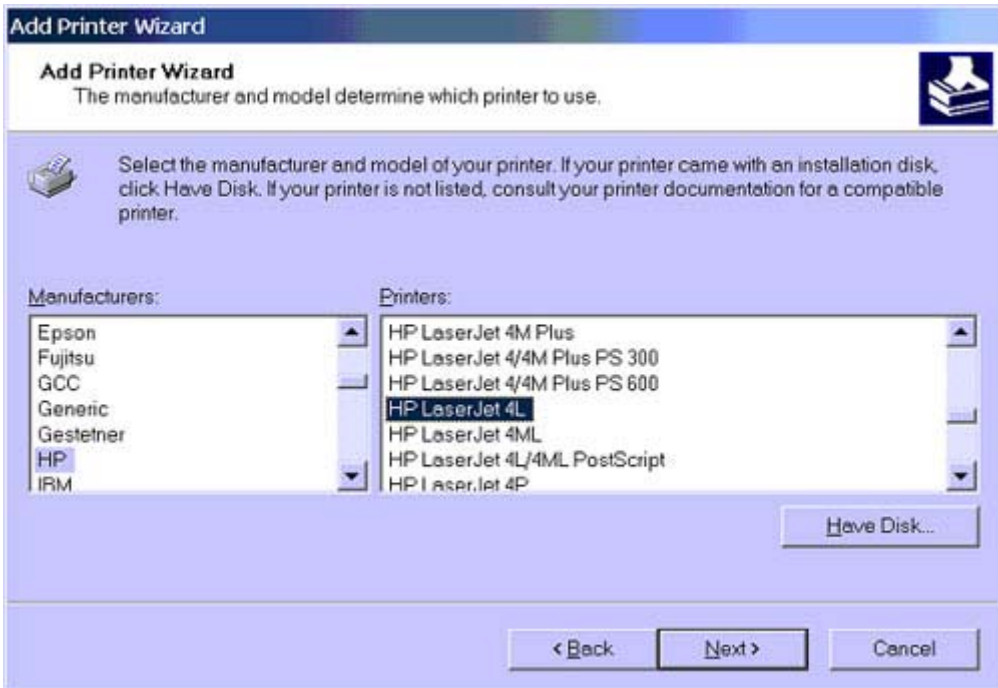 Add Printer Wizard
Add Printer Wizard
The manufacturer and model determine which printer to use.
Select the manufacturer and model of your printer. If your printer came with an installation disk,
click Have Disk. If your printer is not listed, consult your printer documentation for a compatible
printer.
Manufacturers:
Epson
Fujitsu
GCC
Generic
Gestetner
HP
IBM
Printers:
HP LaserJet 4M Plus
HP LaserJet 4/4M Plus PS 300
HP LaserJet 4/4M Plus PS 600
HP LaserJet 4L
HP LaserJet 4ML
HP LaserJet 4L/4ML PostScript
HP LaserJet 4P
Have Disk...
< Back
Next >
Cancel